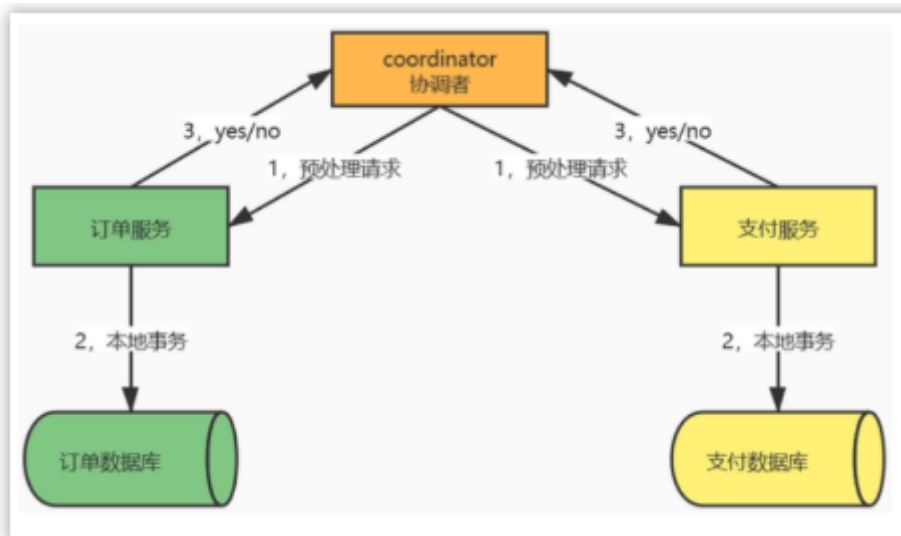 coordinator
协调者
3，yes/no
3，yes/no
1，预处理请求
1，预处理请求
订单服务
支付服务
2，本地事务
2，本地事务
订单数据库
支付数据库